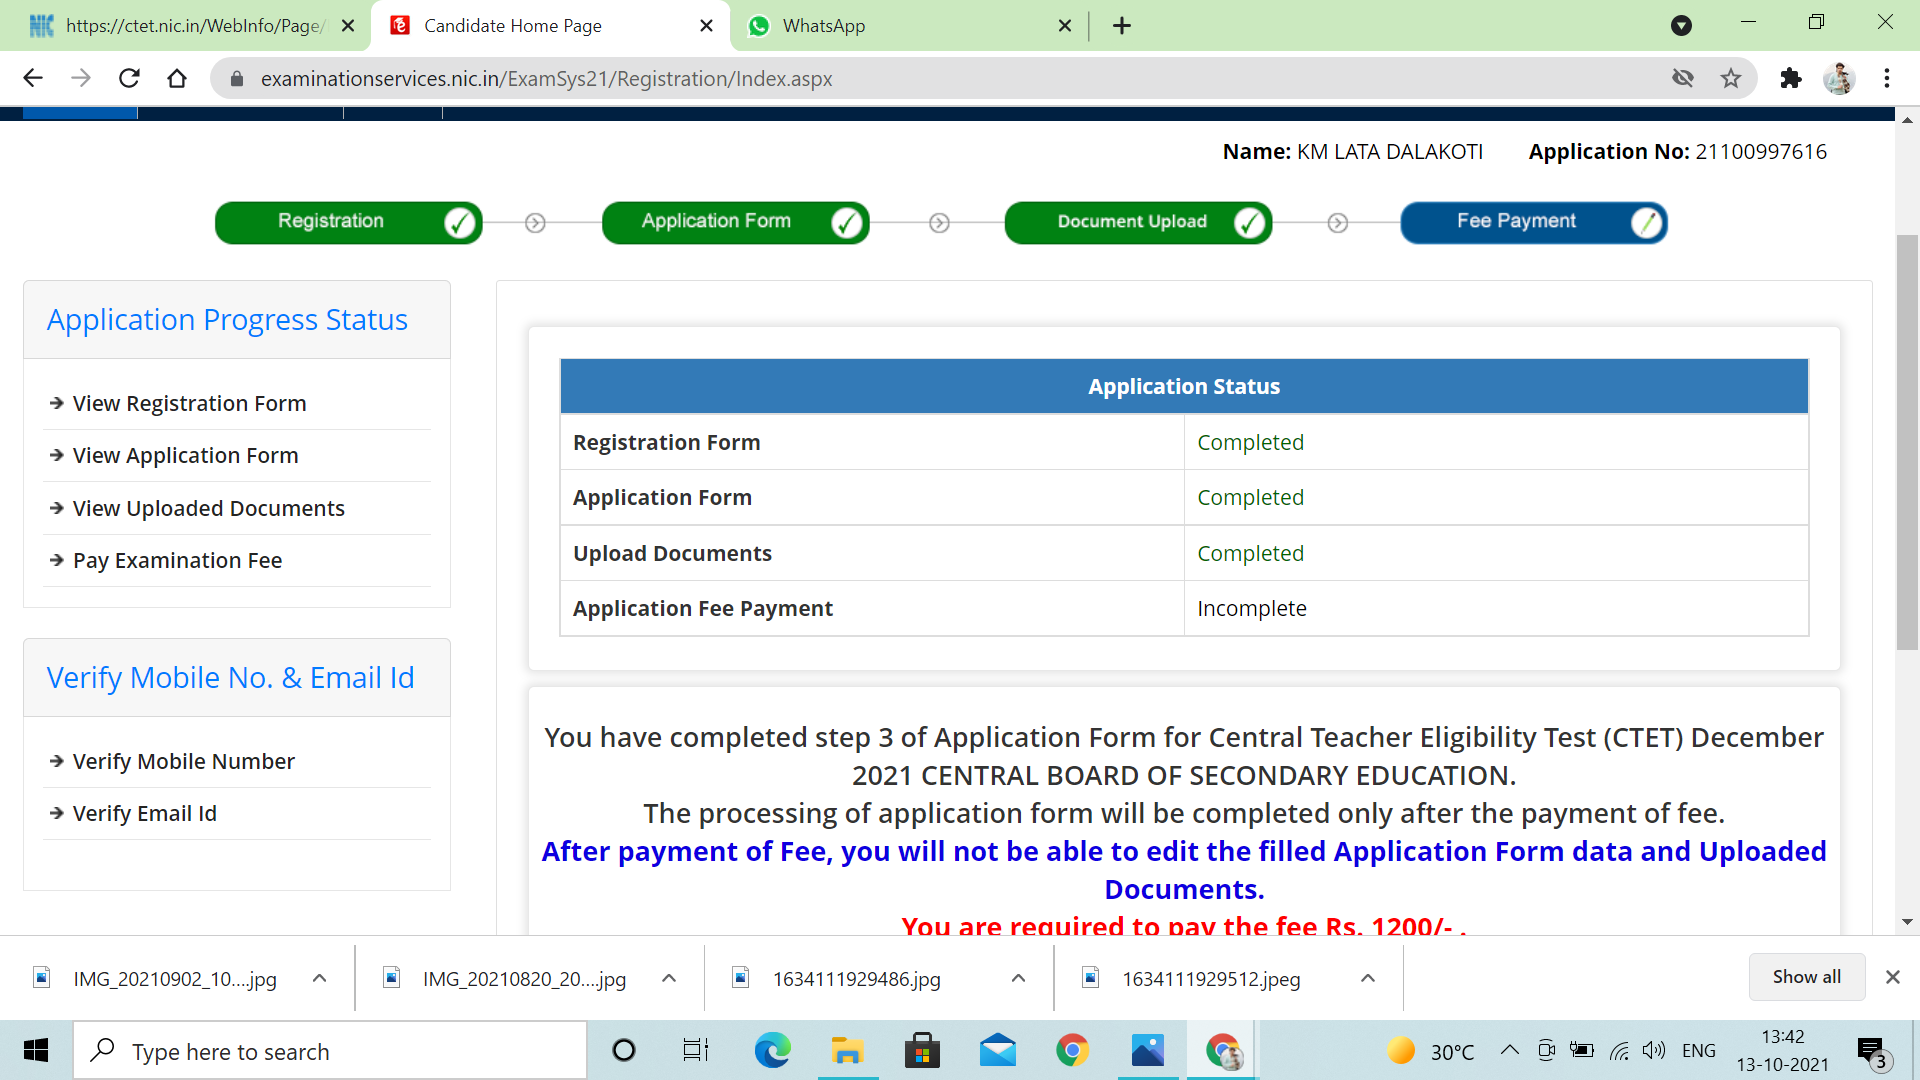 https://ctet.nic.in/WebInfo/Page/
Candidate Home Page
WhatsApp
examinationservices.nic.in/ExamSys21/Registration/Index.aspx
Name: KM LATA DALAKOTI Application No: 21100997616
Registration
Application Form
Document Upload
Fee Payment
Application Progress Status
View Registration Form
View Application Form
View Uploaded Documents
Pay Examination Fee
Verify Mobile No. & Email Id
Verify Mobile Number
Verify Email Id
Application Status
Registration Form Completed
Application Form Completed
Upload Documents Completed
Application Fee Payment Incomplete
You have completed step 3 of Application Form for Central Teacher Eligibility Test (CTET) December
2021 CENTRAL BOARD OF SECONDARY EDUCATION.
The processing of application form will be completed only after the payment of fee.
After payment of Fee, you will not be able to edit the filled Application Form data and Uploaded
Documents.
You are required to pay the fee Rs. 1200/- .
IMG_20210902_10....jpg
IMG_20210820_20....jpg
1634111929486.jpg
1634111929512.jpeg
Show all
Type here to search
30°C
ENG
13:42
13-10-2021
3